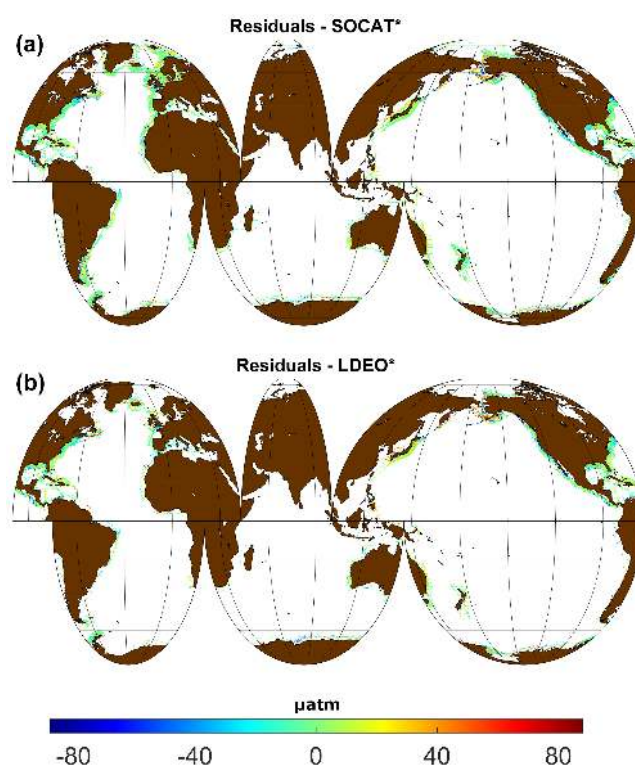 (a)
Residuals - SOCAT*
(b)
Residuals - LDEO*
µatm
-80 -40 0 40 80